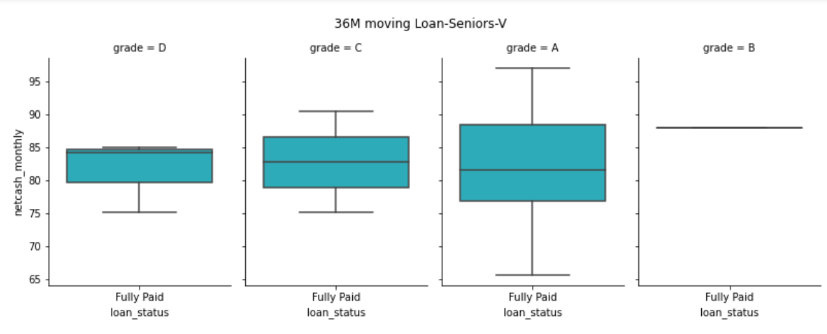 36M moving Loan-Seniors-V
grade = D
grade = C
grade = A
grade = B
netcash_monthly
95
90
85
80
75
70
65
Fully Paid
Fully Paid
Fully Paid
Fully Paid
loan_status
loan_status
loan_status
loan_status